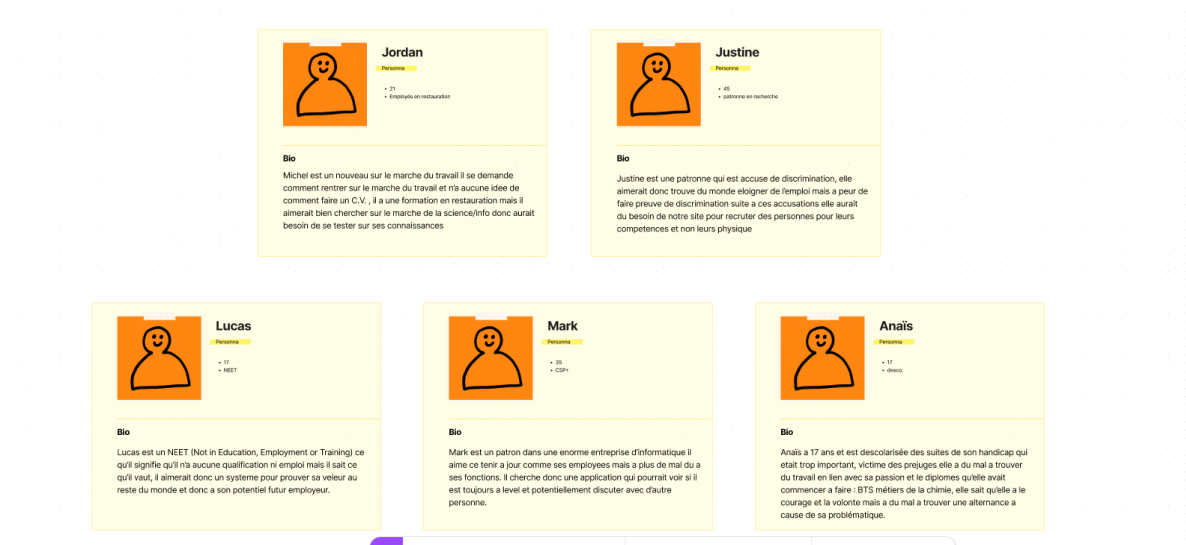 Jordan
Personna
• 21
• Employés en restauration
Bio
Michel est un nouveau sur le marche du travail il se demande
comment rentrer sur le marche du travail et n'a aucune idee de
comment faire un C.V. , il a une formation en restauration mais il
aimerait bien chercher sur le marche de la science/info donc aurait
besoin de se tester sur ses connaissances
Justine
Personna
• 45
• patronne en recherche
Bio
Justine est une patronne qui est accuse de discrimination, elle
aimerait donc trouve du monde eloigner de l'emploi mais a peur de
faire preuve de discrimination suite a ces accusations elle aurait
du besoin de notre site pour recruter des personnes pour leurs
competences et non leurs physique
Lucas
Personna
• 17
• NEET
Bio
Lucas est un NEET (Not in Education, Employment or Training) ce
qu'il signifie qu'il n'a aucune qualification ni emploi mais il sait ce
qu'il vaut, il aimerait donc un systeme pour prouver sa veleur au
reste du monde et donc a son potentiel futur employeur.
Mark
Personna
• 35
• CSP+
Bio
Mark est un patron dans une enorme entreprise d'informatique il
aime ce tenir a jour comme ses employees mais a plus de mal du a
ses fonctions. Il cherche donc une application qui pourrait voir si il
est toujours a level et potentiellement discuter avec d'autre
personne.
Anaïs
Personna
• 17
• desco.
Bio
Anaïs a 17 ans et est descolarisée des suites de son handicap qui
etait trop important, victime des prejuges elle a du mal a trouver
du travail en lien avec sa passion et le diplomes qu'elle avait
commencer a faire : BTS métiers de la chimie, elle sait qu'elle a le
courage et la volonte mais a du mal a trouver une alternance a
cause de sa problématique.